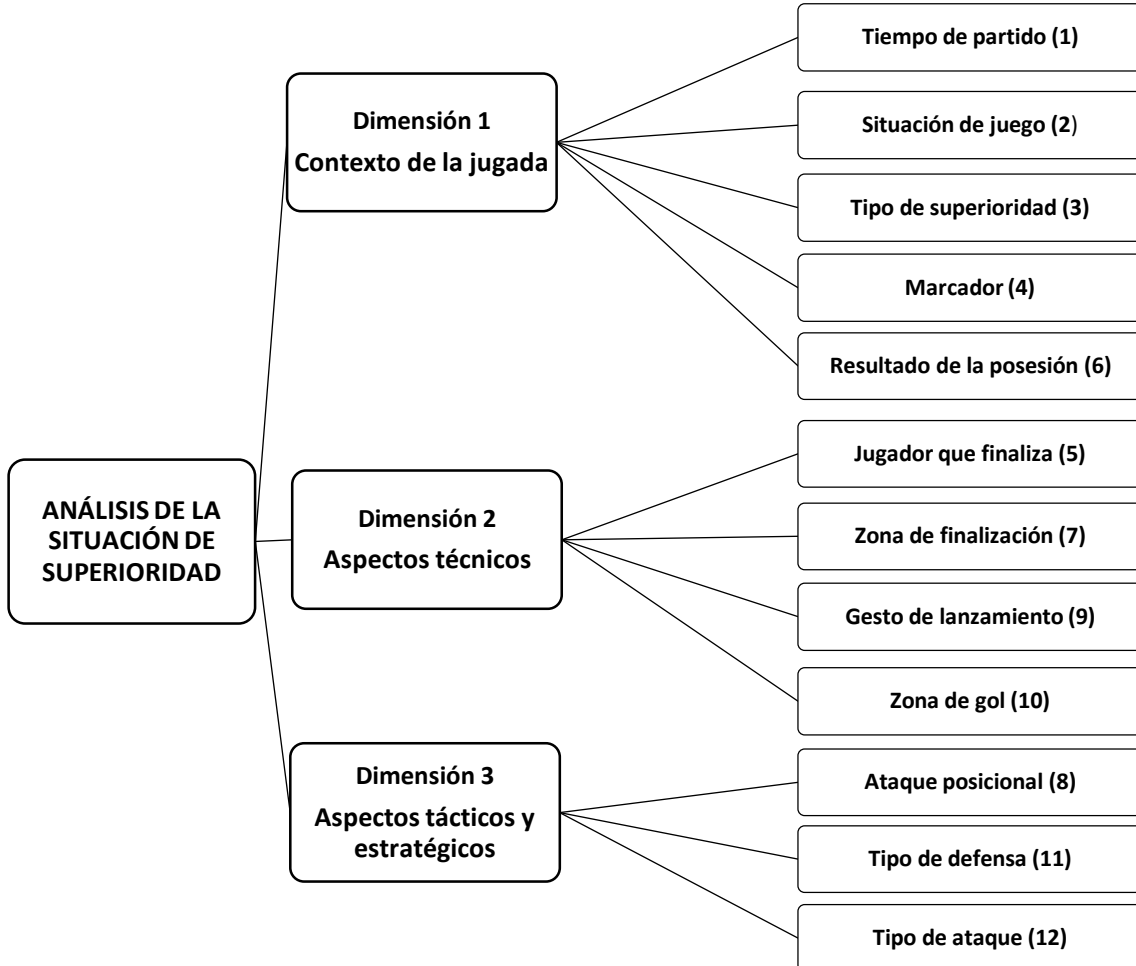 ANÁLISIS DE LA
SITUACIÓN DE
SUPERIORIDAD
Dimensión 1
Contexto de la jugada
Tiempo de partido (1)
Situación de juego (2)
Tipo de superioridad (3)
Marcador (4)
Resultado de la posesión (6)
Dimensión 2
Aspectos técnicos
Jugador que finaliza (5)
Zona de finalización (7)
Gesto de lanzamiento (9)
Zona de gol (10)
Dimensión 3
Aspectos tácticos y
estratégicos
Ataque posicional (8)
Tipo de defensa (11)
Tipo de ataque (12)